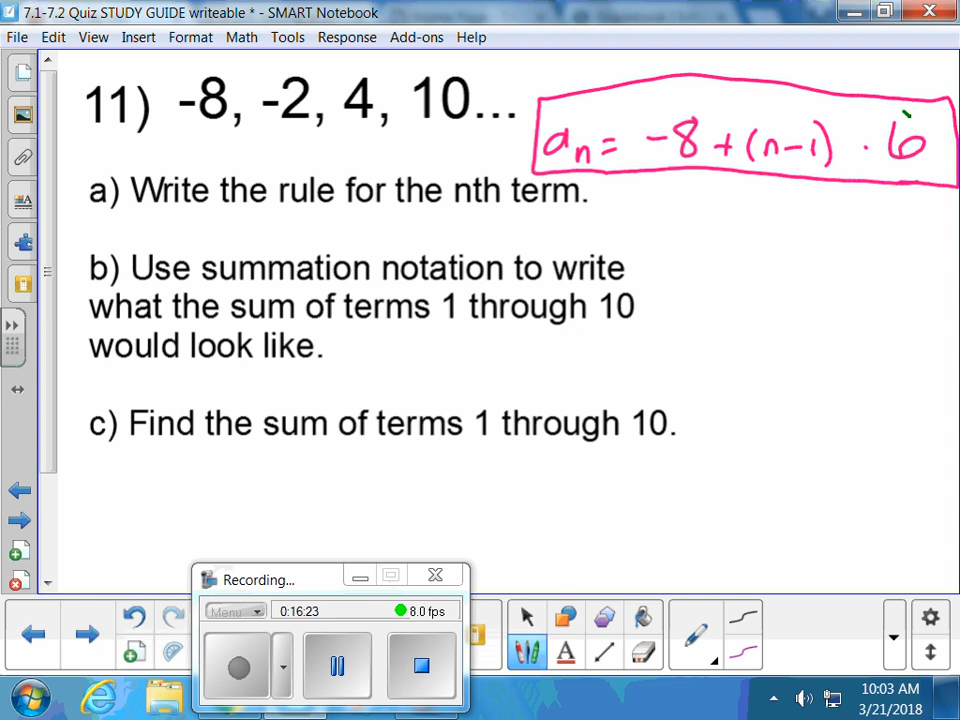 7.1-7.2 Quiz STUDY GUIDE writeable * - SMART Notebook
File Edit View Insert Format Math Tools Response Add-ons Help
11) -8, -2, 4, 10...
aₙ = -8 + (n-1) · 6
a) Write the rule for the nth term.
b) Use summation notation to write
what the sum of terms 1 through 10
would look like.
c) Find the sum of terms 1 through 10.
Recording...
Menu 0:16:23 8.0 fps
10:03 AM
3/21/2018